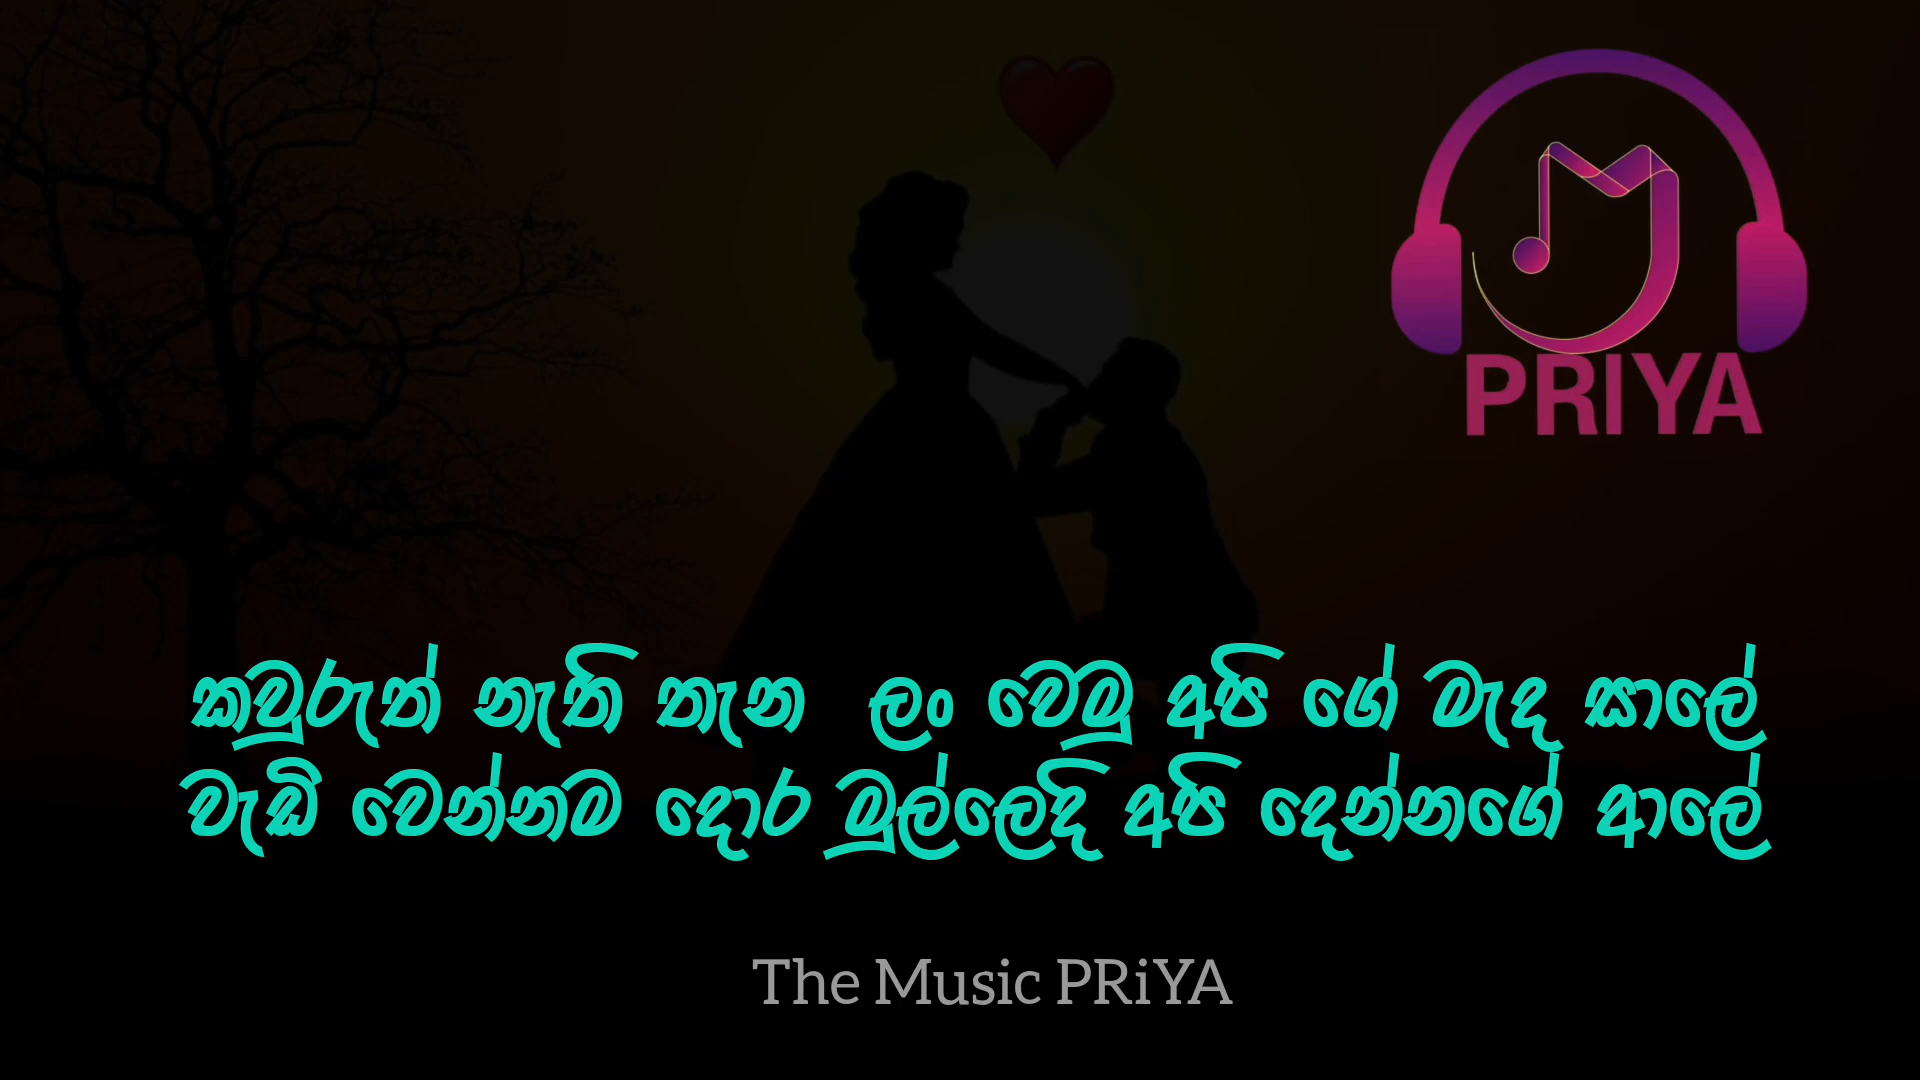 PRIYA
කවුරුත් නැති තැන ලං වෙමු අපි ගේ මැද සාලේ
වැඩි වෙන්නම දොර මුල්ලෙදි අපි දෙන්නගේ ආලේ
The Music PRiYA